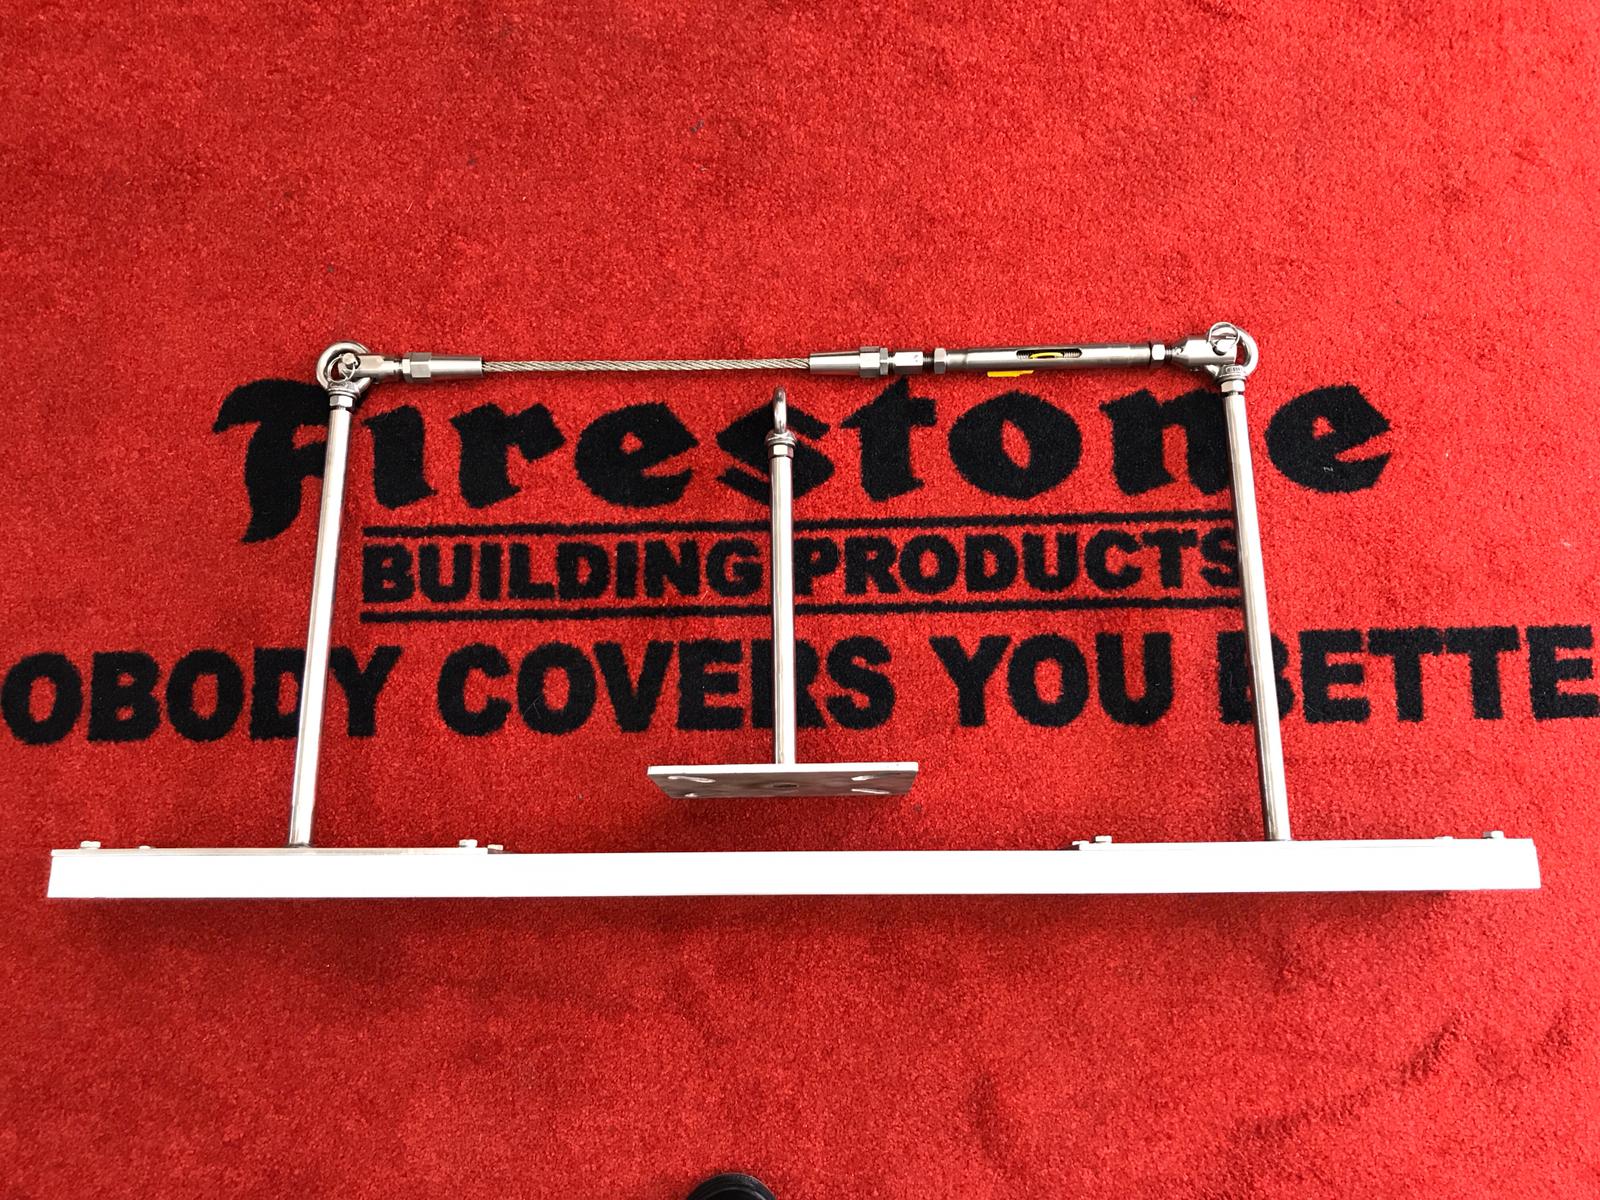 Firestone
BUILDING PRODUCTS
OBODY COVERS YOU BETTE